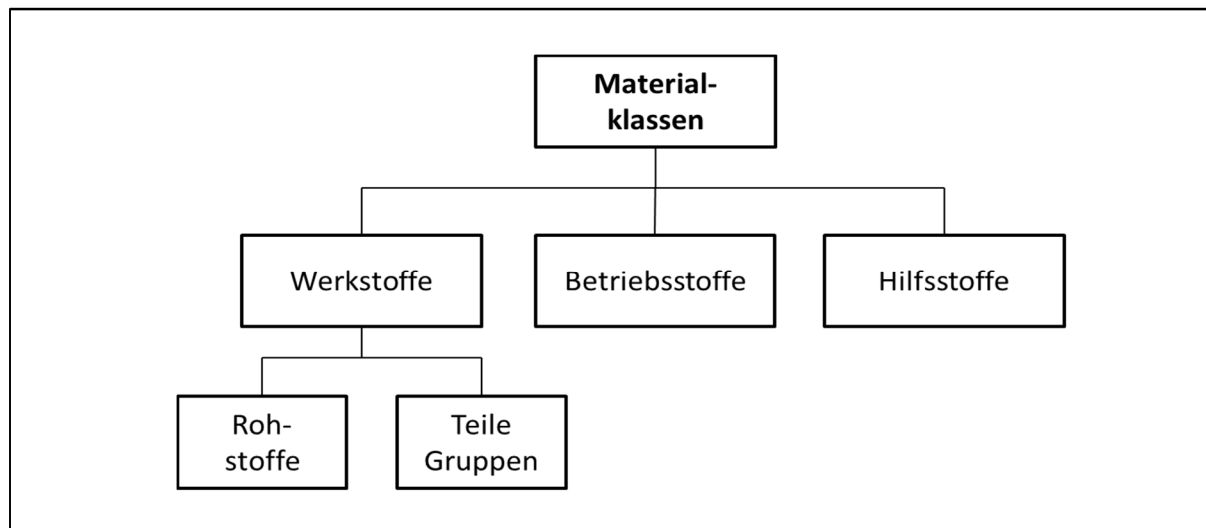 Material-
klassen
Werkstoffe
Betriebsstoffe
Hilfsstoffe
Roh-
stoffe
Teile
Gruppen